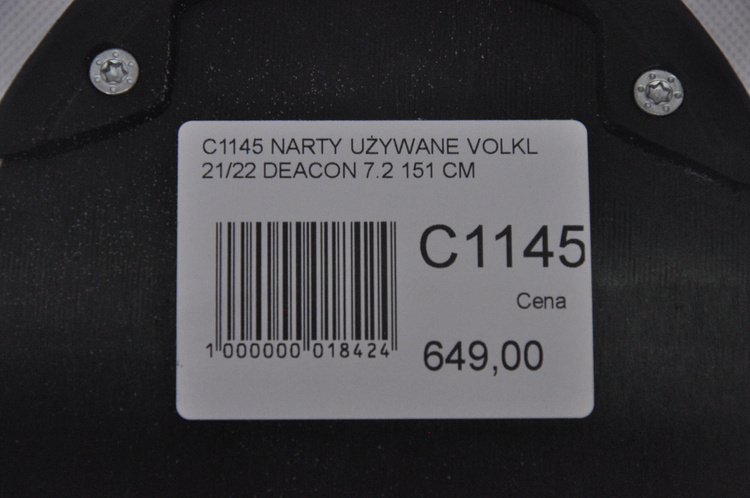 C1145 NARTY UŻYWANE VOLKL
21/22 DEACON 7.2 151 CM
C1145
Cena
1 000000 018424
649,00